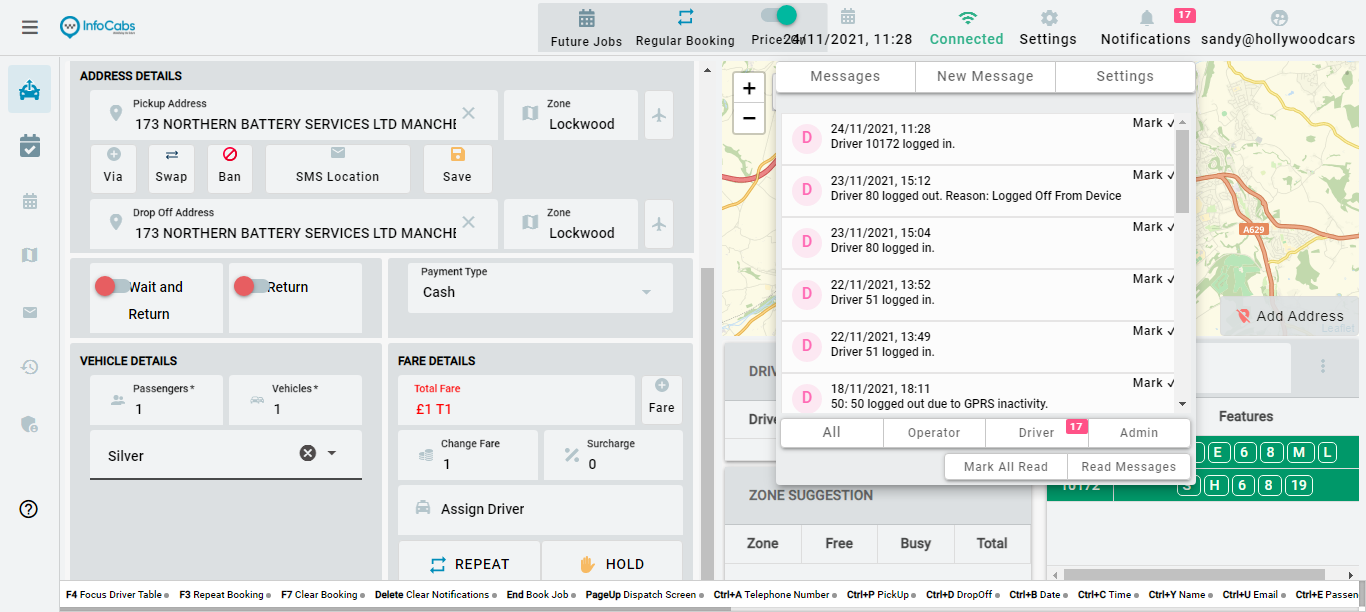 InfoCabs
Future Jobs
Regular Booking
24/11/2021, 11:28
Connected
Settings
Notifications
17
sandy@hollywoodcars
ADDRESS DETAILS
Pickup Address
173 NORTHERN BATTERY SERVICES LTD MANCHE
Zone
Lockwood
Via
Swap
Ban
SMS Location
Save
Drop Off Address
173 NORTHERN BATTERY SERVICES LTD MANCHE
Zone
Lockwood
Wait and
Return
Return
Payment Type
Cash
VEHICLE DETAILS
Passengers*
1
Vehicles*
1
Silver
FARE DETAILS
Total Fare
£1 T1
Fare
Change Fare
1
Surcharge
0
Assign Driver
REPEAT
HOLD
+
−
Messages
New Message
Settings
D
24/11/2021, 11:28
Driver 10172 logged in.
Mark ✓
D
23/11/2021, 15:12
Driver 80 logged out. Reason: Logged Off From Device
Mark ✓
D
23/11/2021, 15:04
Driver 80 logged in.
Mark ✓
D
22/11/2021, 13:52
Driver 51 logged in.
Mark ✓
D
22/11/2021, 13:49
Driver 51 logged in.
Mark ✓
D
18/11/2021, 18:11
50: 50 logged out due to GPRS inactivity.
Mark ✓
All
Operator
Driver
17
Admin
Mark All Read
Read Messages
A629
Add Address
Leaflet
DRI
Drive
Features
E 6 8 M L
10172
S H 6 8 19
ZONE SUGGESTION
Zone
Free
Busy
Total
F4 Focus Driver Table
F3 Repeat Booking
F7 Clear Booking
Delete Clear Notifications
End Book Job
PageUp Dispatch Screen
Ctrl+A Telephone Number
Ctrl+P PickUp
Ctrl+D DropOff
Ctrl+B Date
Ctrl+C Time
Ctrl+Y Name
Ctrl+U Email
Ctrl+E Passen